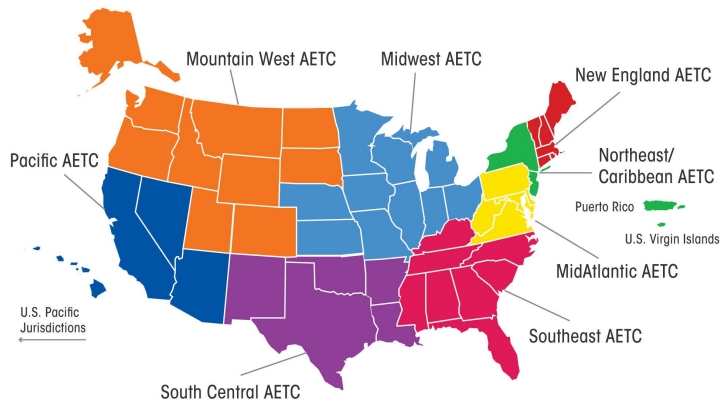 Mountain West AETC
Midwest AETC
New England AETC
Pacific AETC
Northeast/
Caribbean AETC
Puerto Rico
U.S. Virgin Islands
MidAtlantic AETC
U.S. Pacific
Jurisdictions
Southeast AETC
South Central AETC